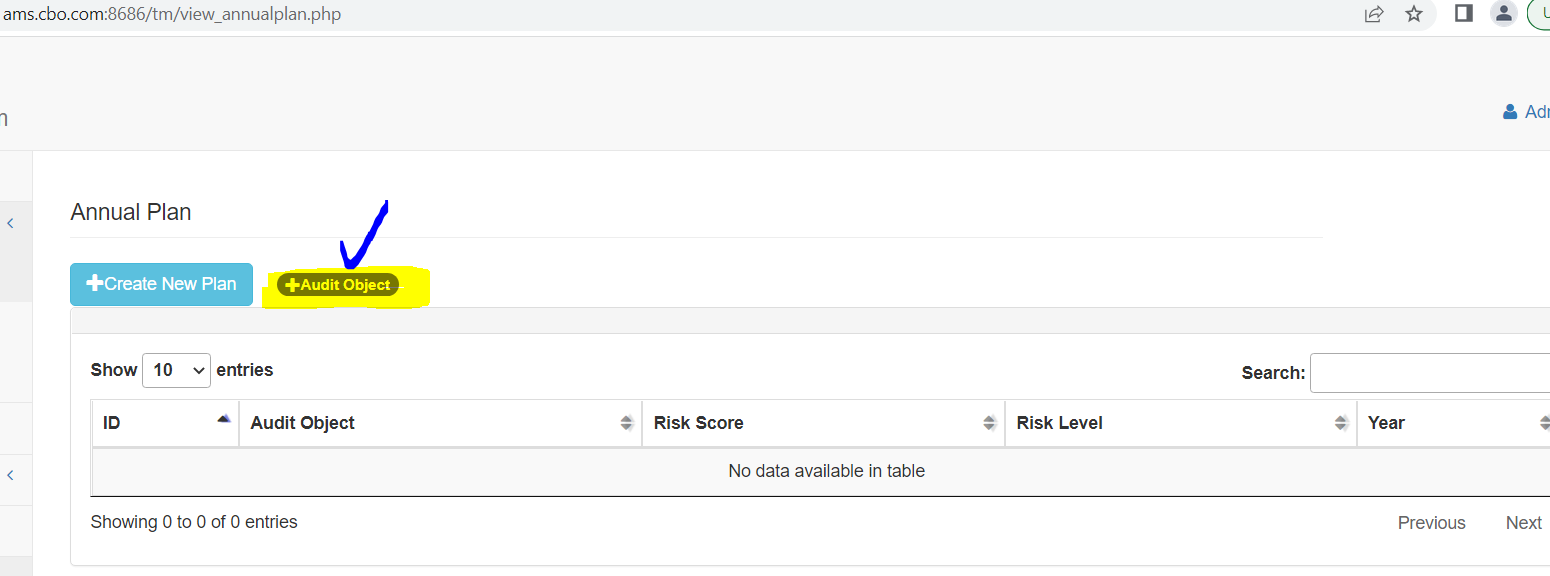 ams.cbo.com:8686/tm/view_annualplan.php
Annual Plan
Create New Plan
Audit Object
Show 10 entries
Search:
ID Audit Object Risk Score Risk Level Year
No data available in table
Showing 0 to 0 of 0 entries
Previous Next